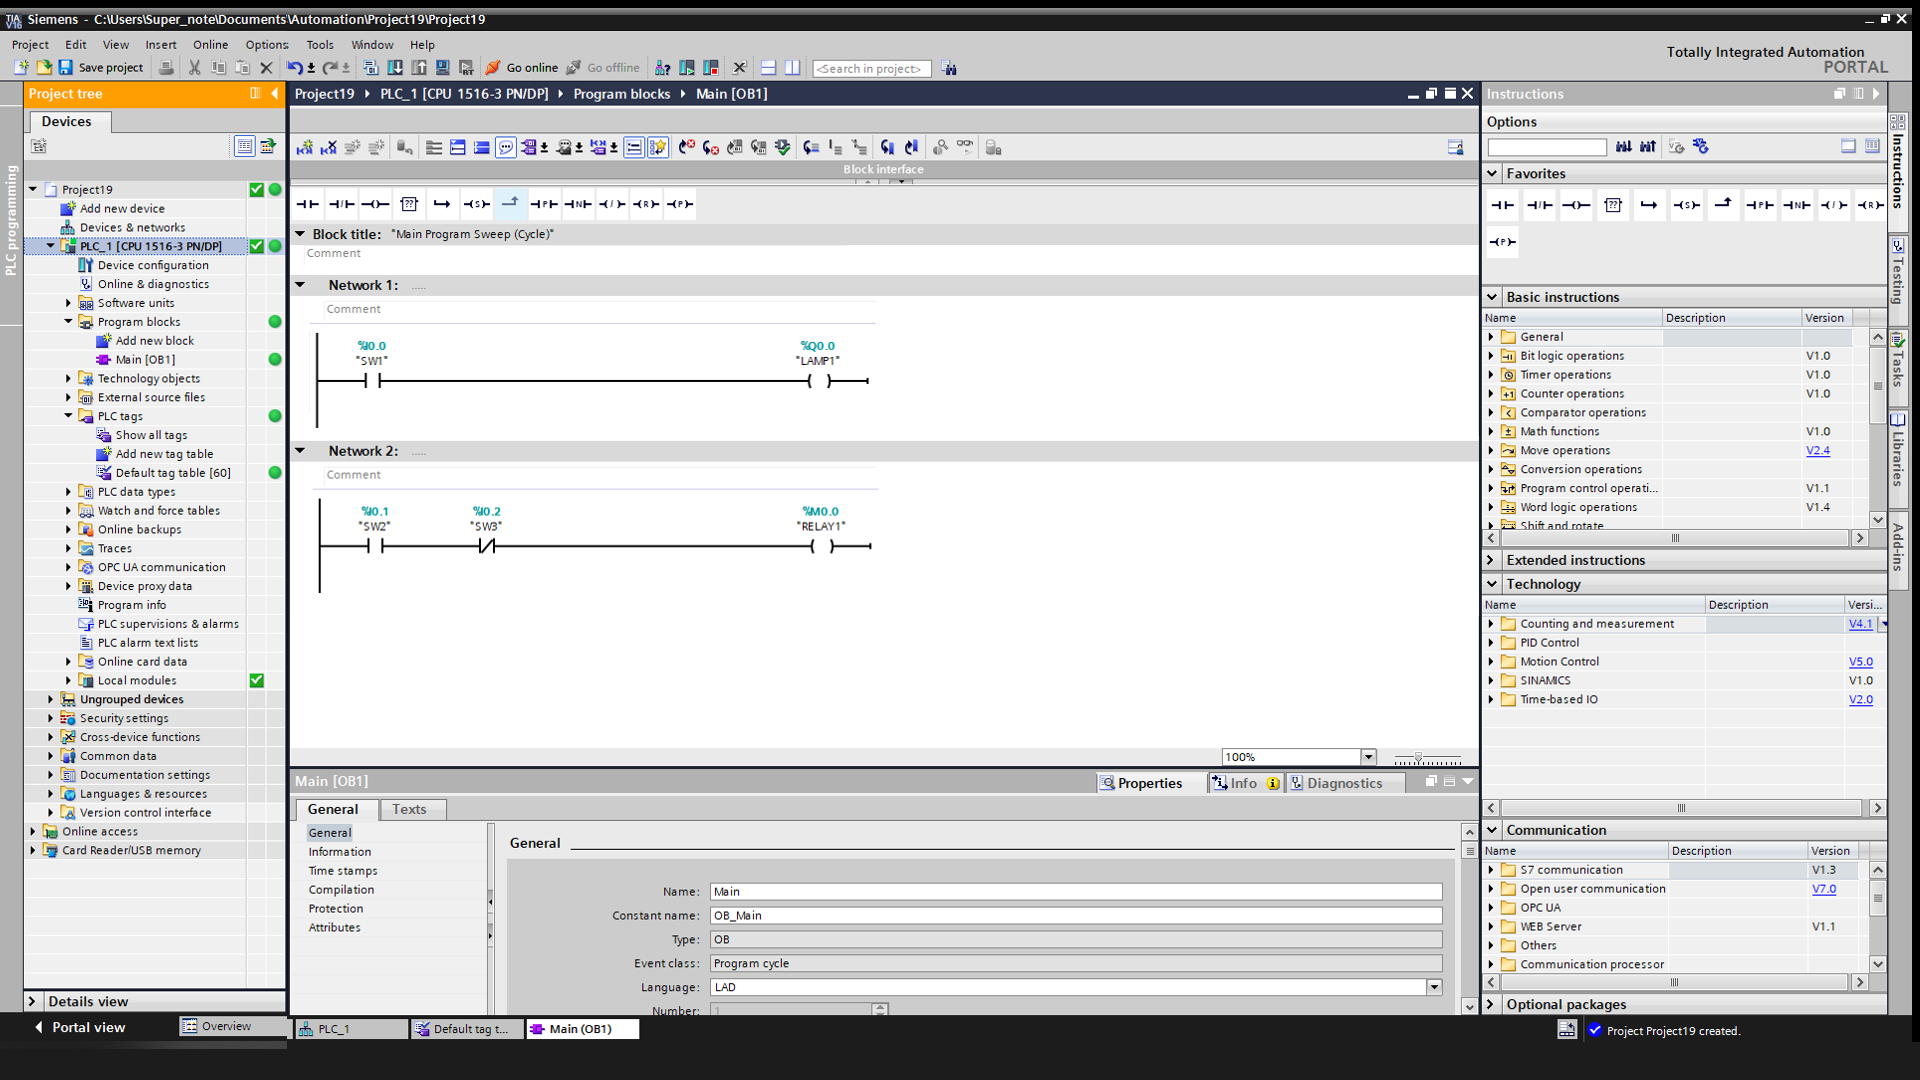 Siemens - C:\Users\Super_note\Documents\Automation\Project19\Project19
Project Edit View Insert Online Options Tools Window Help
Totally Integrated Automation
PORTAL
Save project
Go online
Go offline
<Search in project>
Project tree
Devices
PLC programming
Project19
Add new device
Devices & networks
PLC_1 [CPU 1516-3 PN/DP]
Device configuration
Online & diagnostics
Software units
Program blocks
Add new block
Main [OB1]
Technology objects
External source files
PLC tags
Show all tags
Add new tag table
Default tag table [60]
PLC data types
Watch and force tables
Online backups
Traces
OPC UA communication
Device proxy data
Program info
PLC supervisions & alarms
PLC alarm text lists
Online card data
Local modules
Ungrouped devices
Security settings
Cross-device functions
Common data
Documentation settings
Languages & resources
Version control interface
Online access
Card Reader/USB memory
Details view
Project19 PLC_1 [CPU 1516-3 PN/DP] Program blocks Main [OB1]
Block interface
Block title: "Main Program Sweep (Cycle)"
Comment
Network 1: .....
Comment
%I0.0
"SW1"
%Q0.0
"LAMP1"
Network 2: .....
Comment
%I0.1
"SW2"
%I0.2
"SW3"
%M0.0
"RELAY1"
100%
Main [OB1]
Properties
Info
Diagnostics
General
Texts
General
Information
Time stamps
Compilation
Protection
Attributes
General
Name: Main
Constant name: OB_Main
Type: OB
Event class: Program cycle
Language: LAD
Number: 1
Instructions
Options
Favorites
Basic instructions
Name Description Version
General
Bit logic operations V1.0
Timer operations V1.0
Counter operations V1.0
Comparator operations
Math functions V1.0
Move operations V2.4
Conversion operations
Program control operati... V1.1
Word logic operations V1.4
Shift and rotate
Extended instructions
Technology
Name Description Versi...
Counting and measurement V4.1
PID Control
Motion Control V5.0
SINAMICS V1.0
Time-based IO V2.0
Communication
Name Description Version
S7 communication V1.3
Open user communication V7.0
OPC UA
WEB Server V1.1
Others
Communication processor
Optional packages
Instructions
Testing
Tasks
Libraries
Add-ins
Portal view
Overview
PLC_1
Default tag t...
Main (OB1)
Project Project19 created.